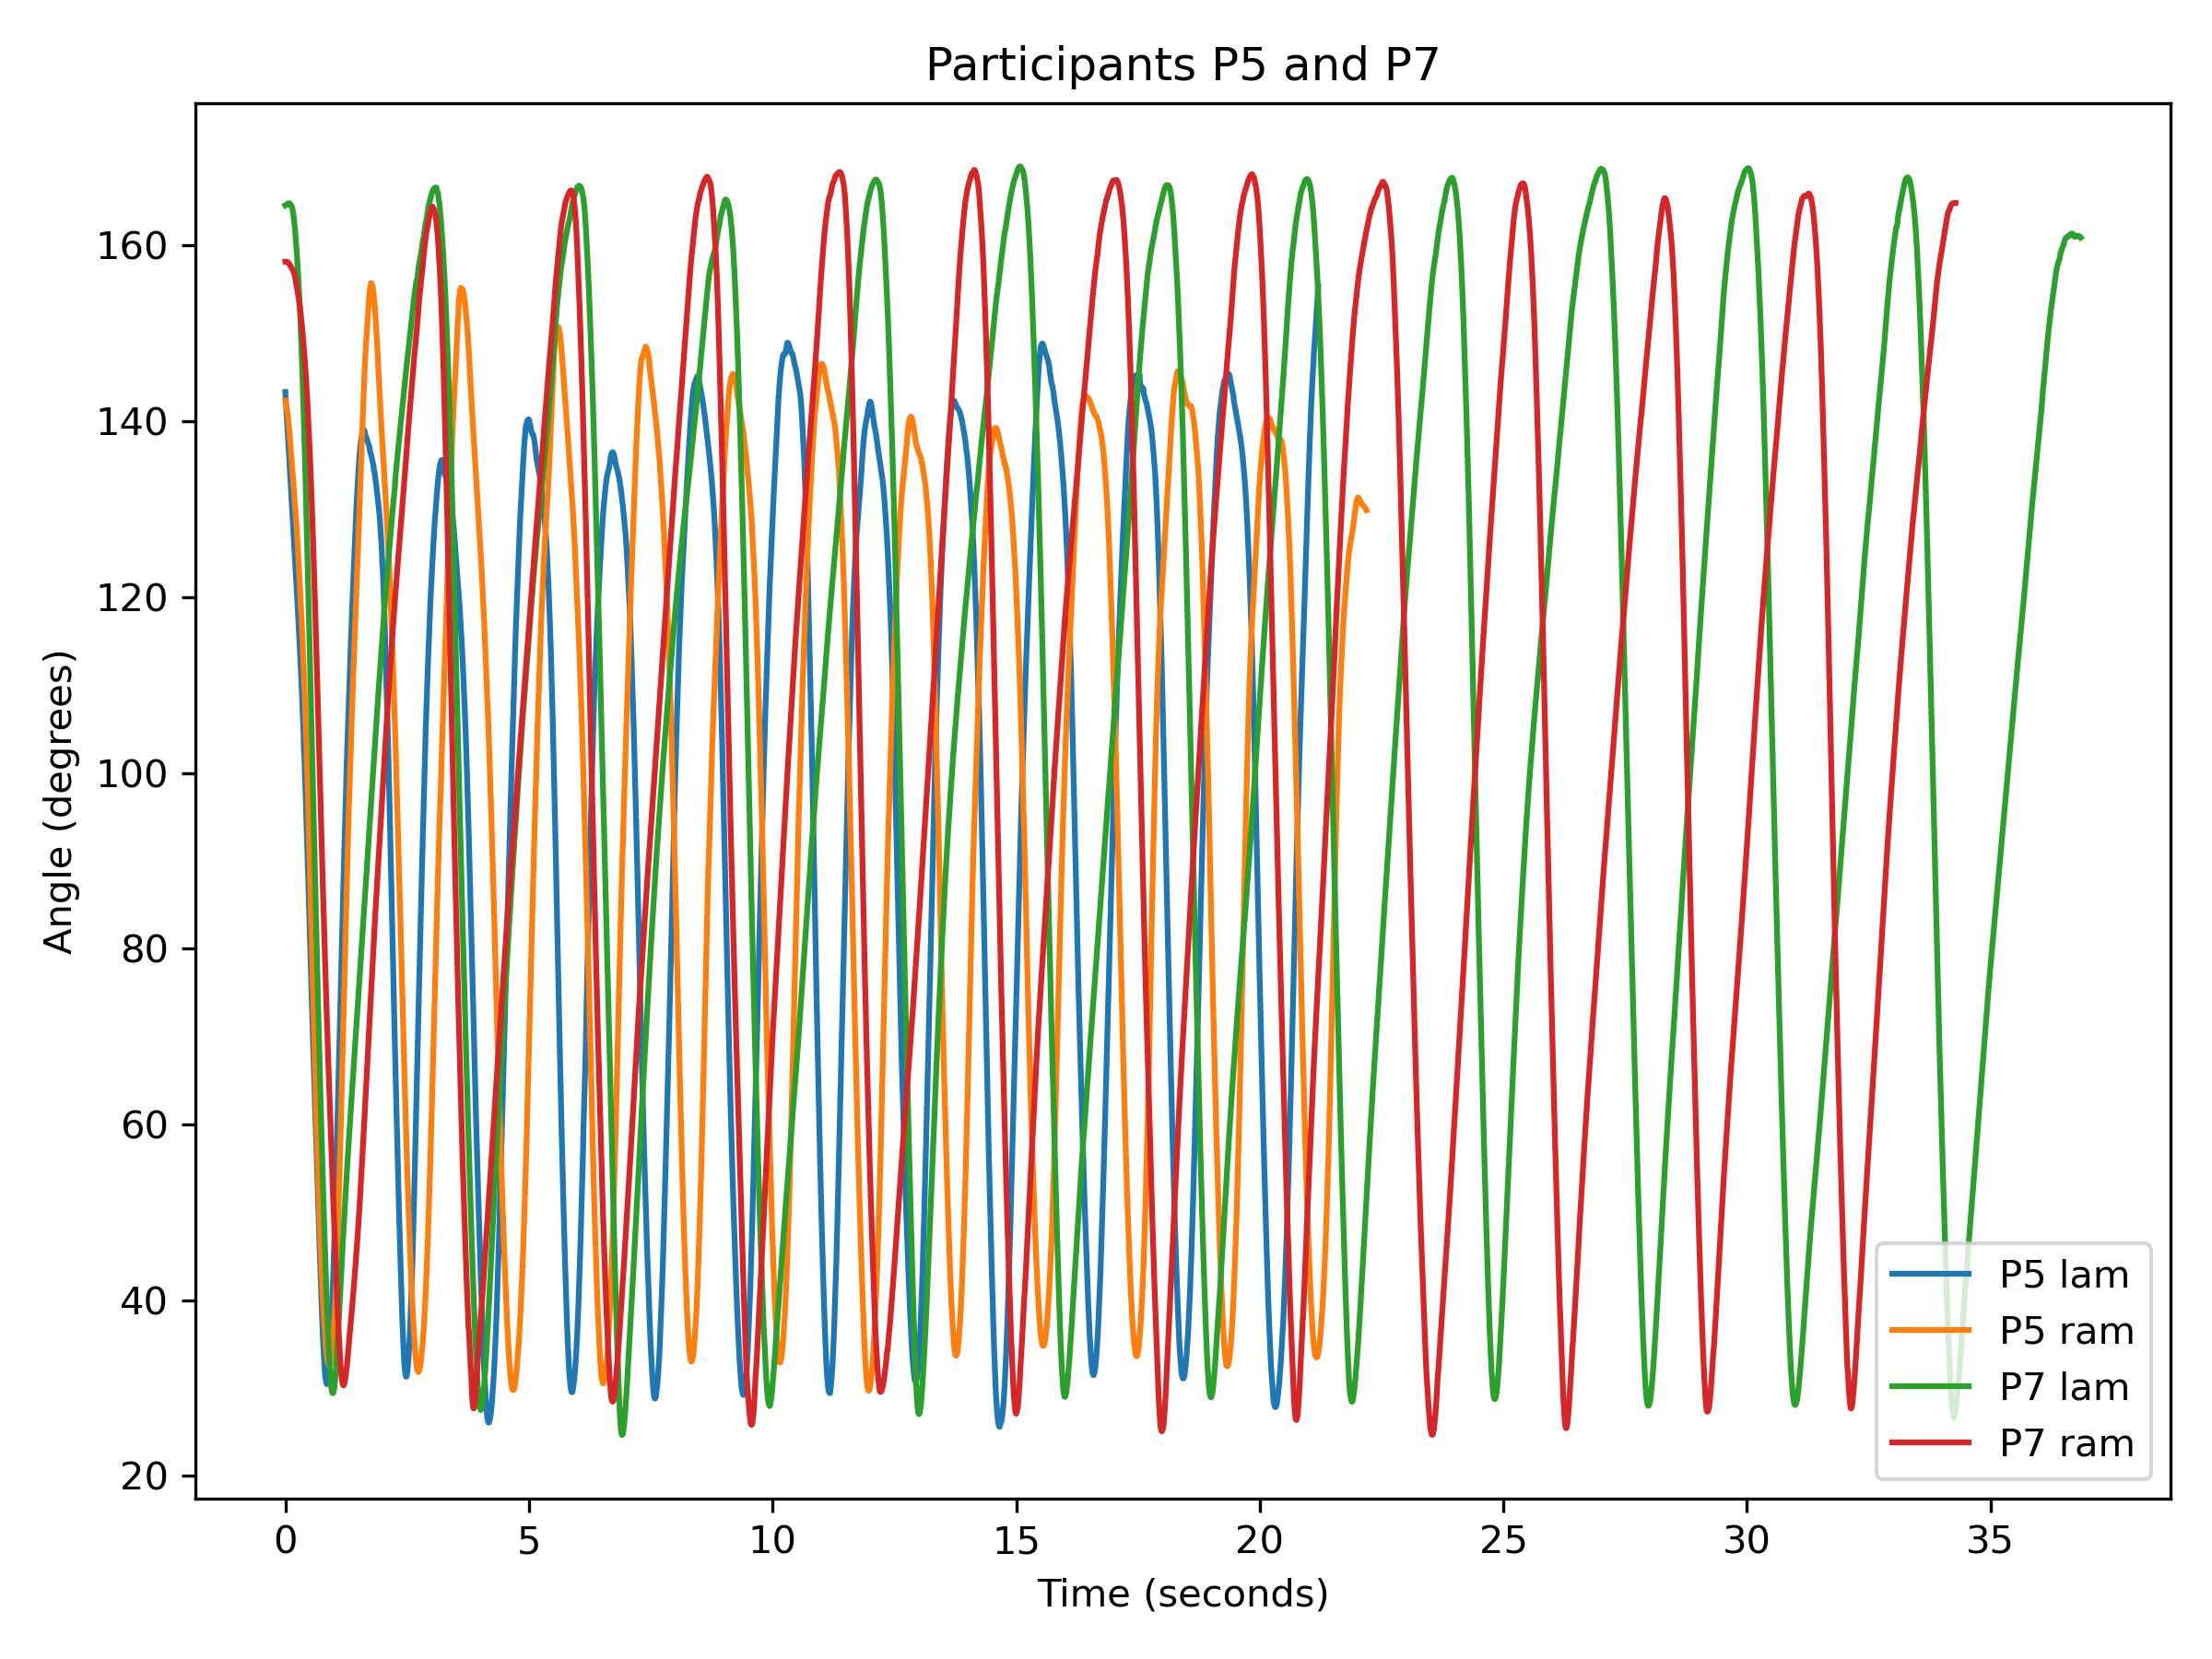 Participants P5 and P7
Angle (degrees)
160
140
120
100
80
60
40
20
0 5 10 15 20 25 30 35
Time (seconds)
P5 lam
P5 ram
P7 lam
P7 ram